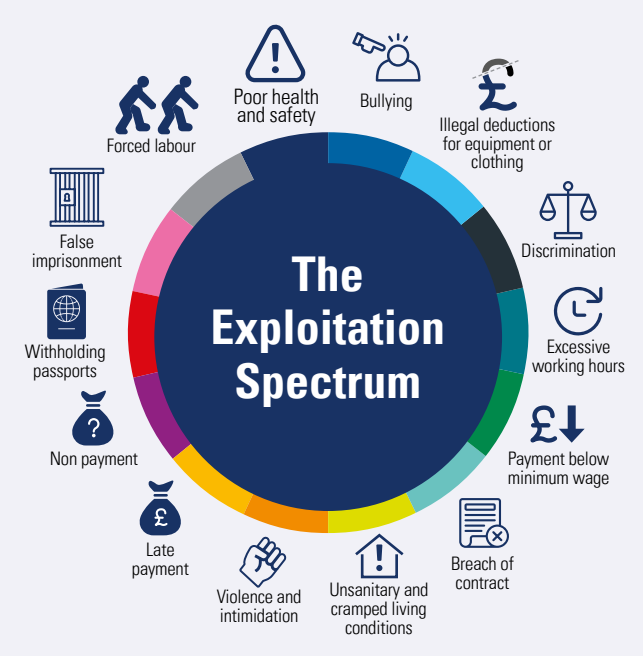 The
Exploitation
Spectrum
Poor health
and safety
Bullying
£
Illegal deductions
for equipment or
clothing
Discrimination
Excessive
working hours
£
Payment below
minimum wage
Breach of
contract
!
Unsanitary and
cramped living
conditions
Violence and
intimidation
£
Late
payment
?
Non payment
Withholding
passports
False
imprisonment
Forced labour
!